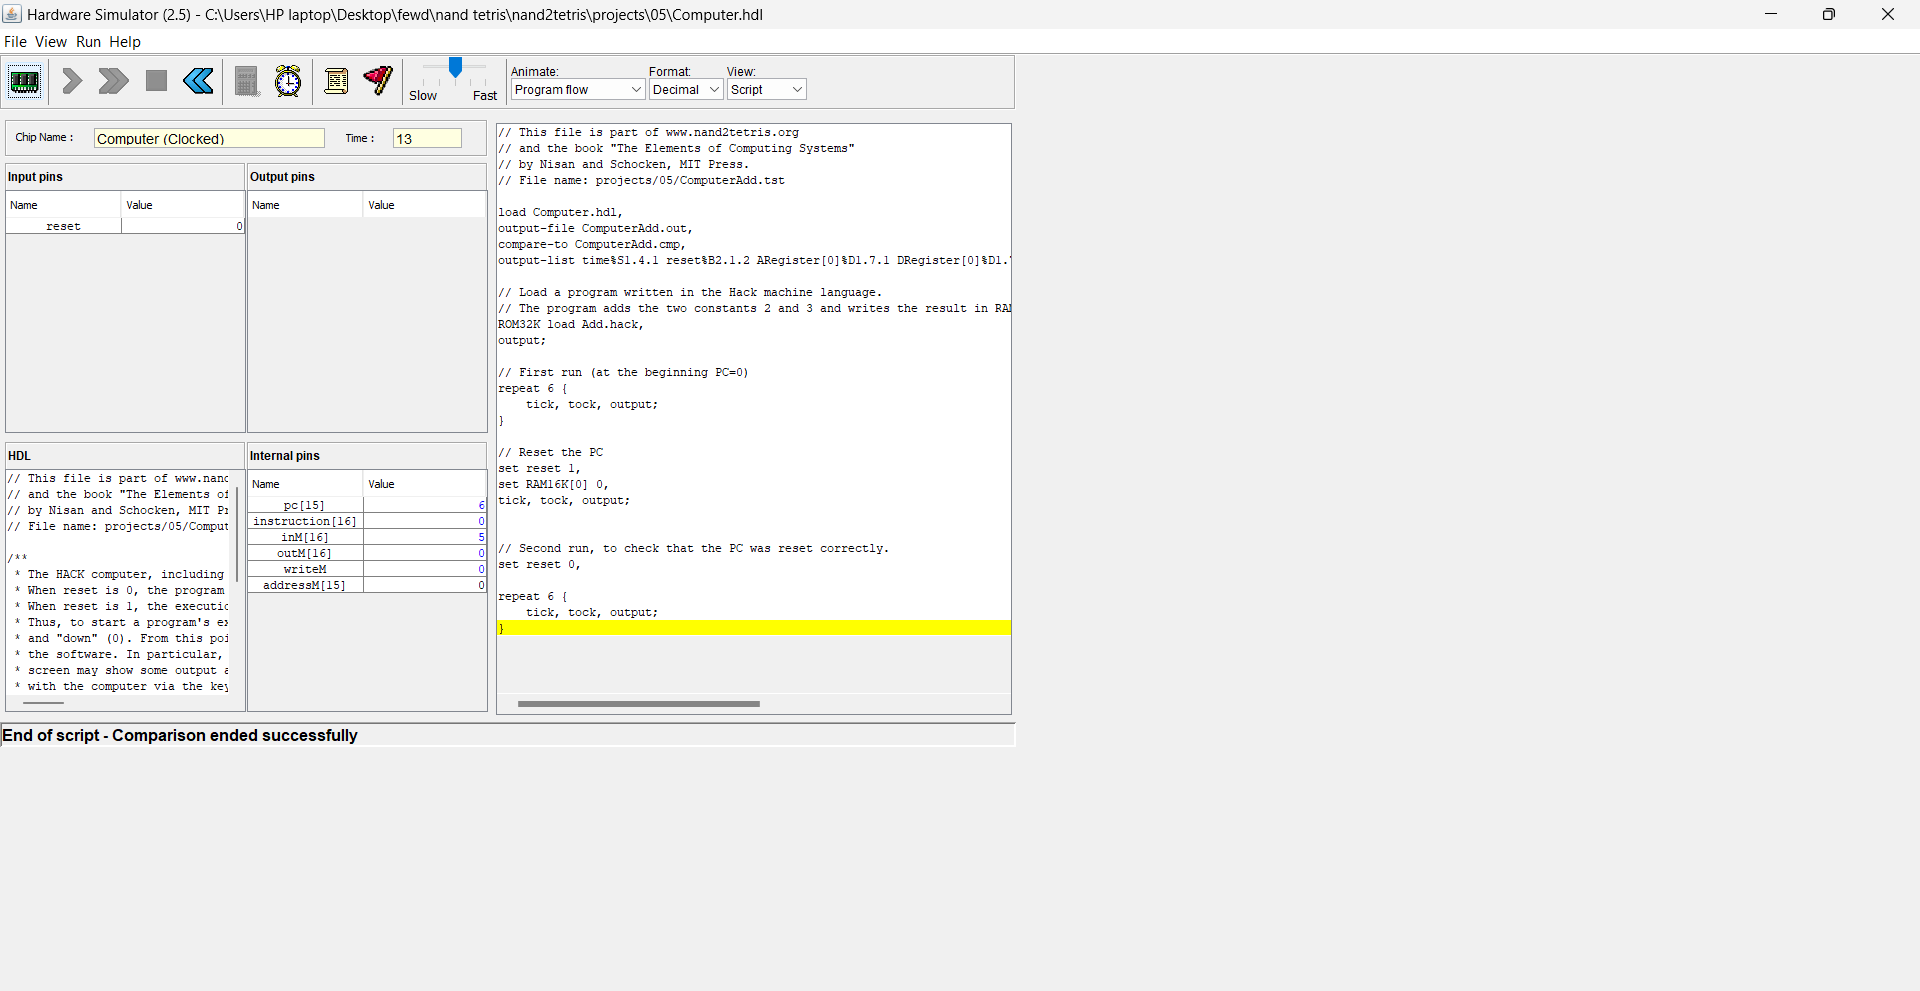 Hardware Simulator (2.5) - C:\Users\HP laptop\Desktop\fewd\nand tetris\nand2tetris\projects\05\Computer.hdl
File View Run Help
Slow Fast
Animate:
Program flow
Format:
Decimal
View:
Script
Chip Name :
Computer (Clocked)
Time :
13
Input pins
Name Value
reset 0
Output pins
Name Value
HDL
// This file is part of www.nand
// and the book "The Elements of
// by Nisan and Schocken, MIT Pr
// File name: projects/05/Comput
/**
* The HACK computer, including
* When reset is 0, the program
* When reset is 1, the executio
* Thus, to start a program's ex
* and "down" (0). From this poi
* the software. In particular,
* screen may show some output a
* with the computer via the key
Internal pins
Name Value
pc[15] 6
instruction[16] 0
inM[16] 5
outM[16] 0
writeM 0
addressM[15] 0
// This file is part of www.nand2tetris.org
// and the book "The Elements of Computing Systems"
// by Nisan and Schocken, MIT Press.
// File name: projects/05/ComputerAdd.tst
load Computer.hdl,
output-file ComputerAdd.out,
compare-to ComputerAdd.cmp,
output-list time%S1.4.1 reset%B2.1.2 ARegister[0]%D1.7.1 DRegister[0]%D1.
// Load a program written in the Hack machine language.
// The program adds the two constants 2 and 3 and writes the result in RAM
ROM32K load Add.hack,
output;
// First run (at the beginning PC=0)
repeat 6 {
tick, tock, output;
}
// Reset the PC
set reset 1,
set RAM16K[0] 0,
tick, tock, output;
// Second run, to check that the PC was reset correctly.
set reset 0,
repeat 6 {
tick, tock, output;
}
End of script - Comparison ended successfully